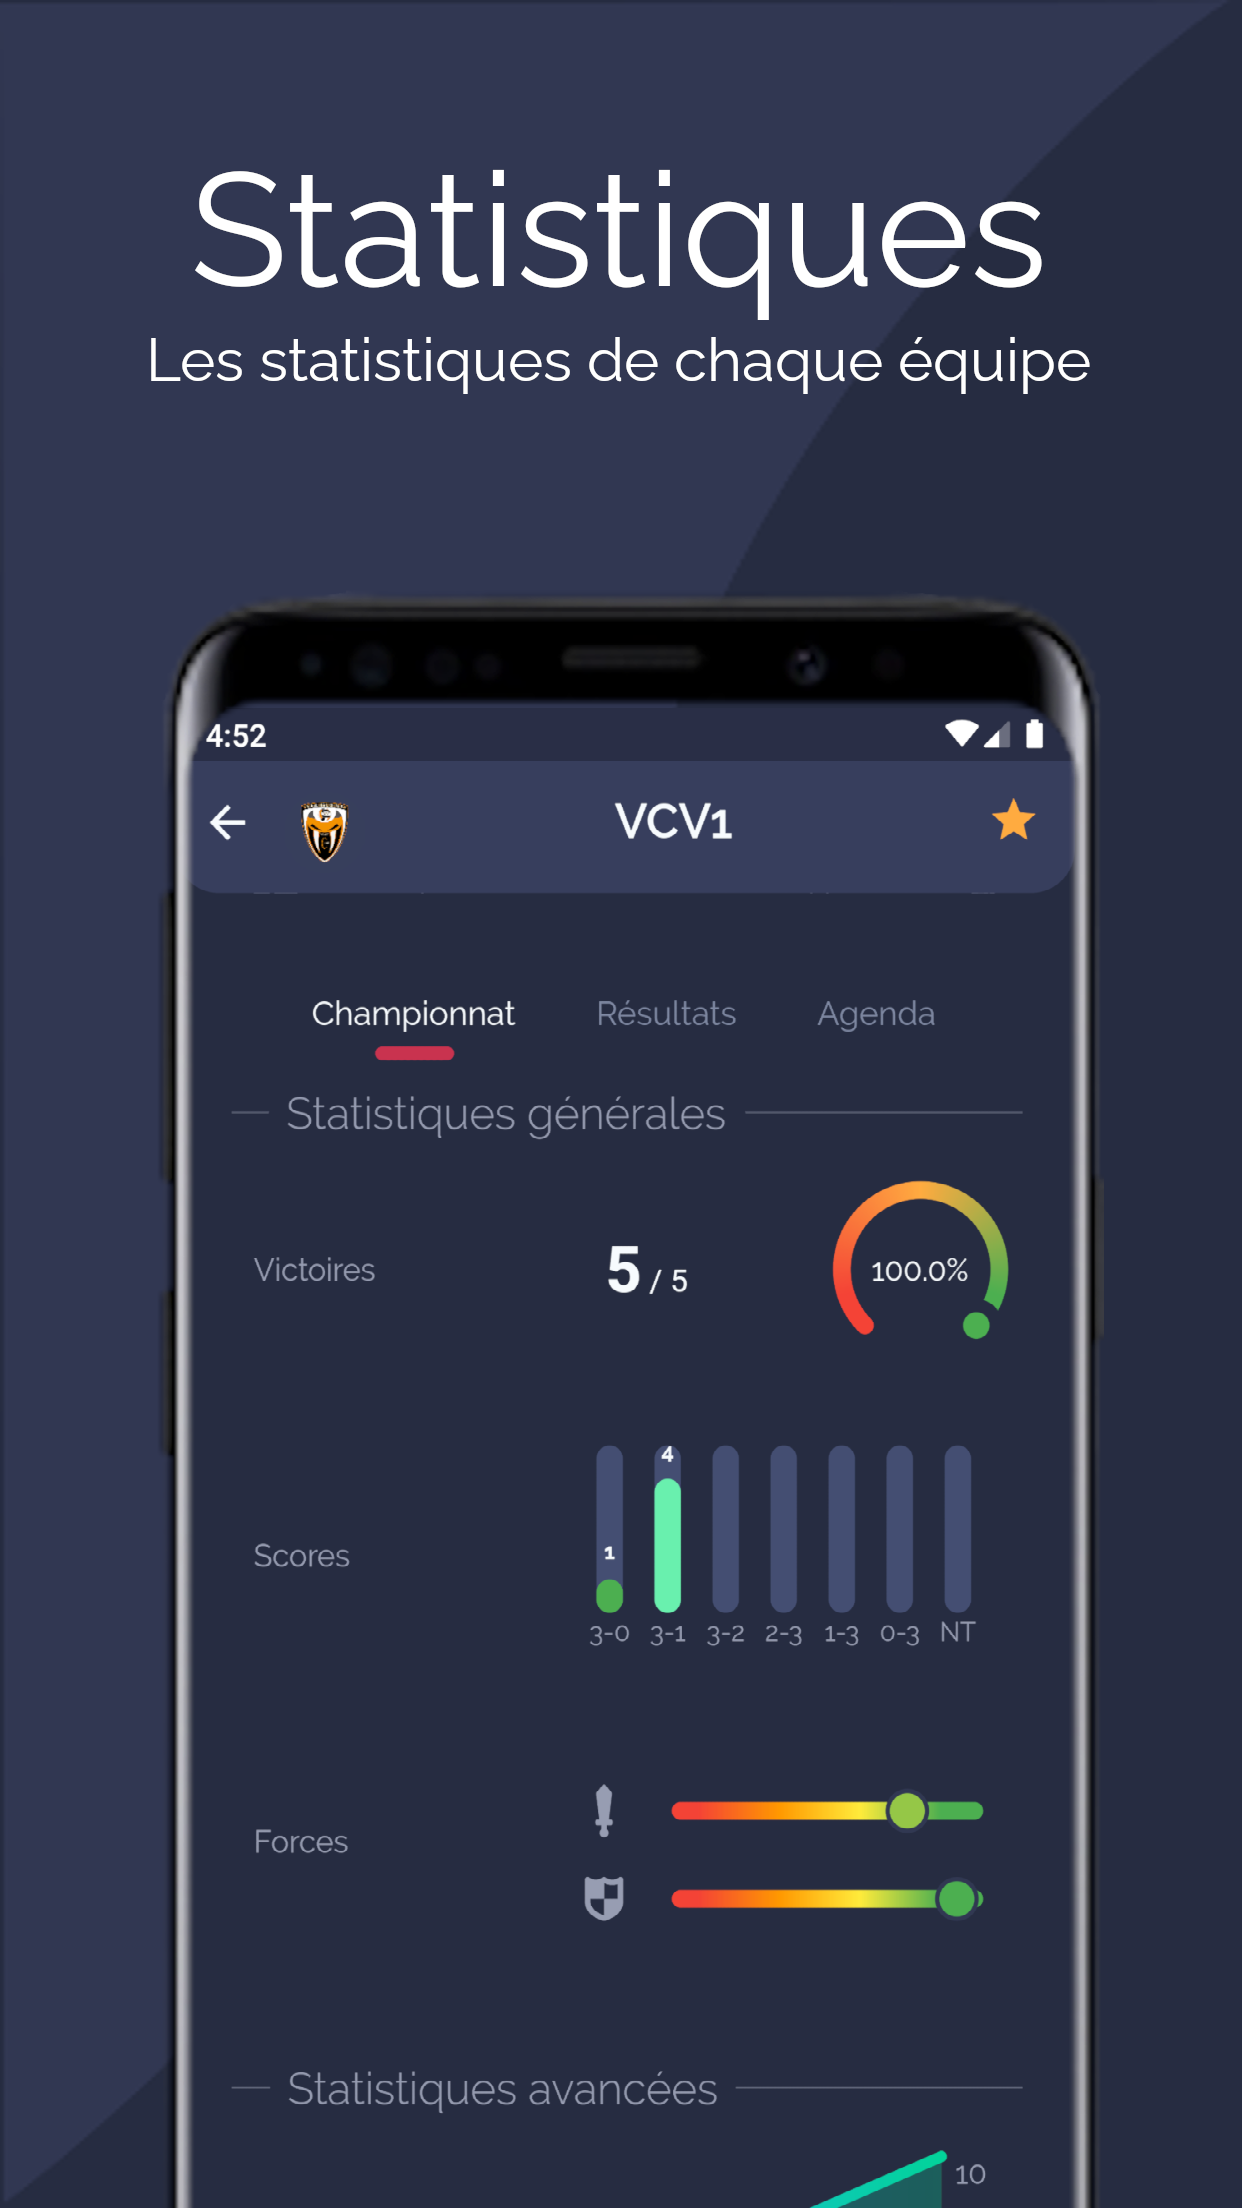 Statistiques
Les statistiques de chaque équipe
4:52
VCV1
Championnat Résultats Agenda
Statistiques générales
Victoires 5 / 5 100.0%
4
1
Scores
3-0 3-1 3-2 2-3 1-3 0-3 NT
Forces
Statistiques avancées
10